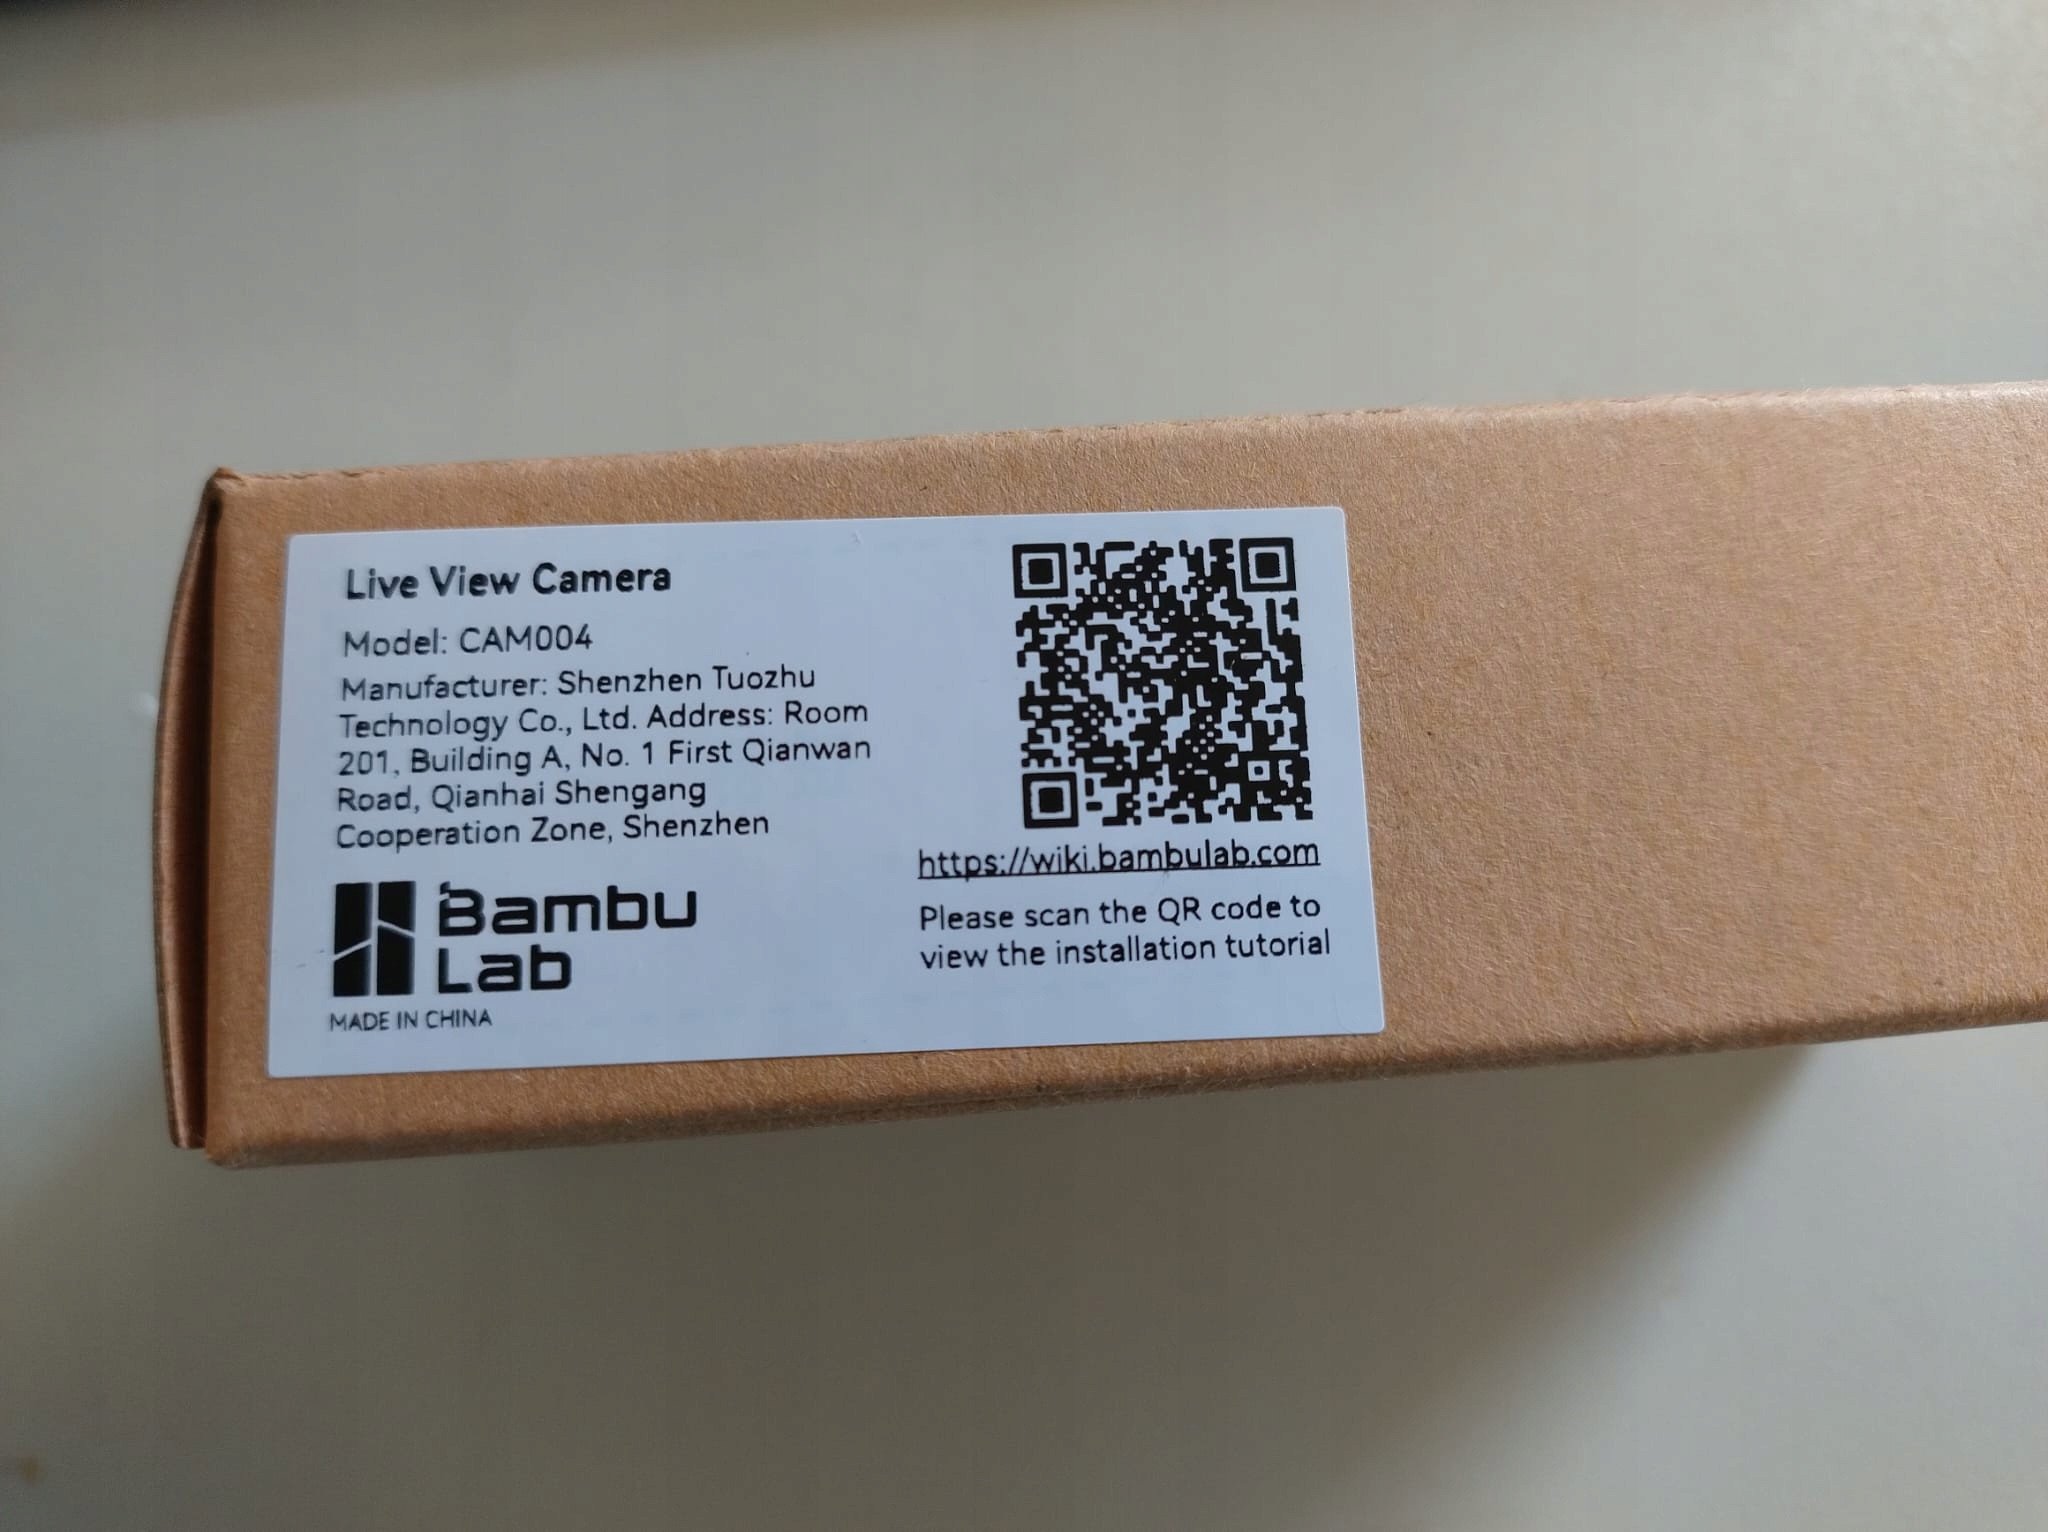 Live View Camera
Model: CAM004
Manufacturer: Shenzhen Tuozhu
Technology Co., Ltd. Address: Room
201, Building A, No. 1 First Qianwan
Road, Qianhai Shengang
Cooperation Zone, Shenzhen
Bambu
Lab
MADE IN CHINA
https://wiki.bambulab.com
Please scan the QR code to
view the installation tutorial